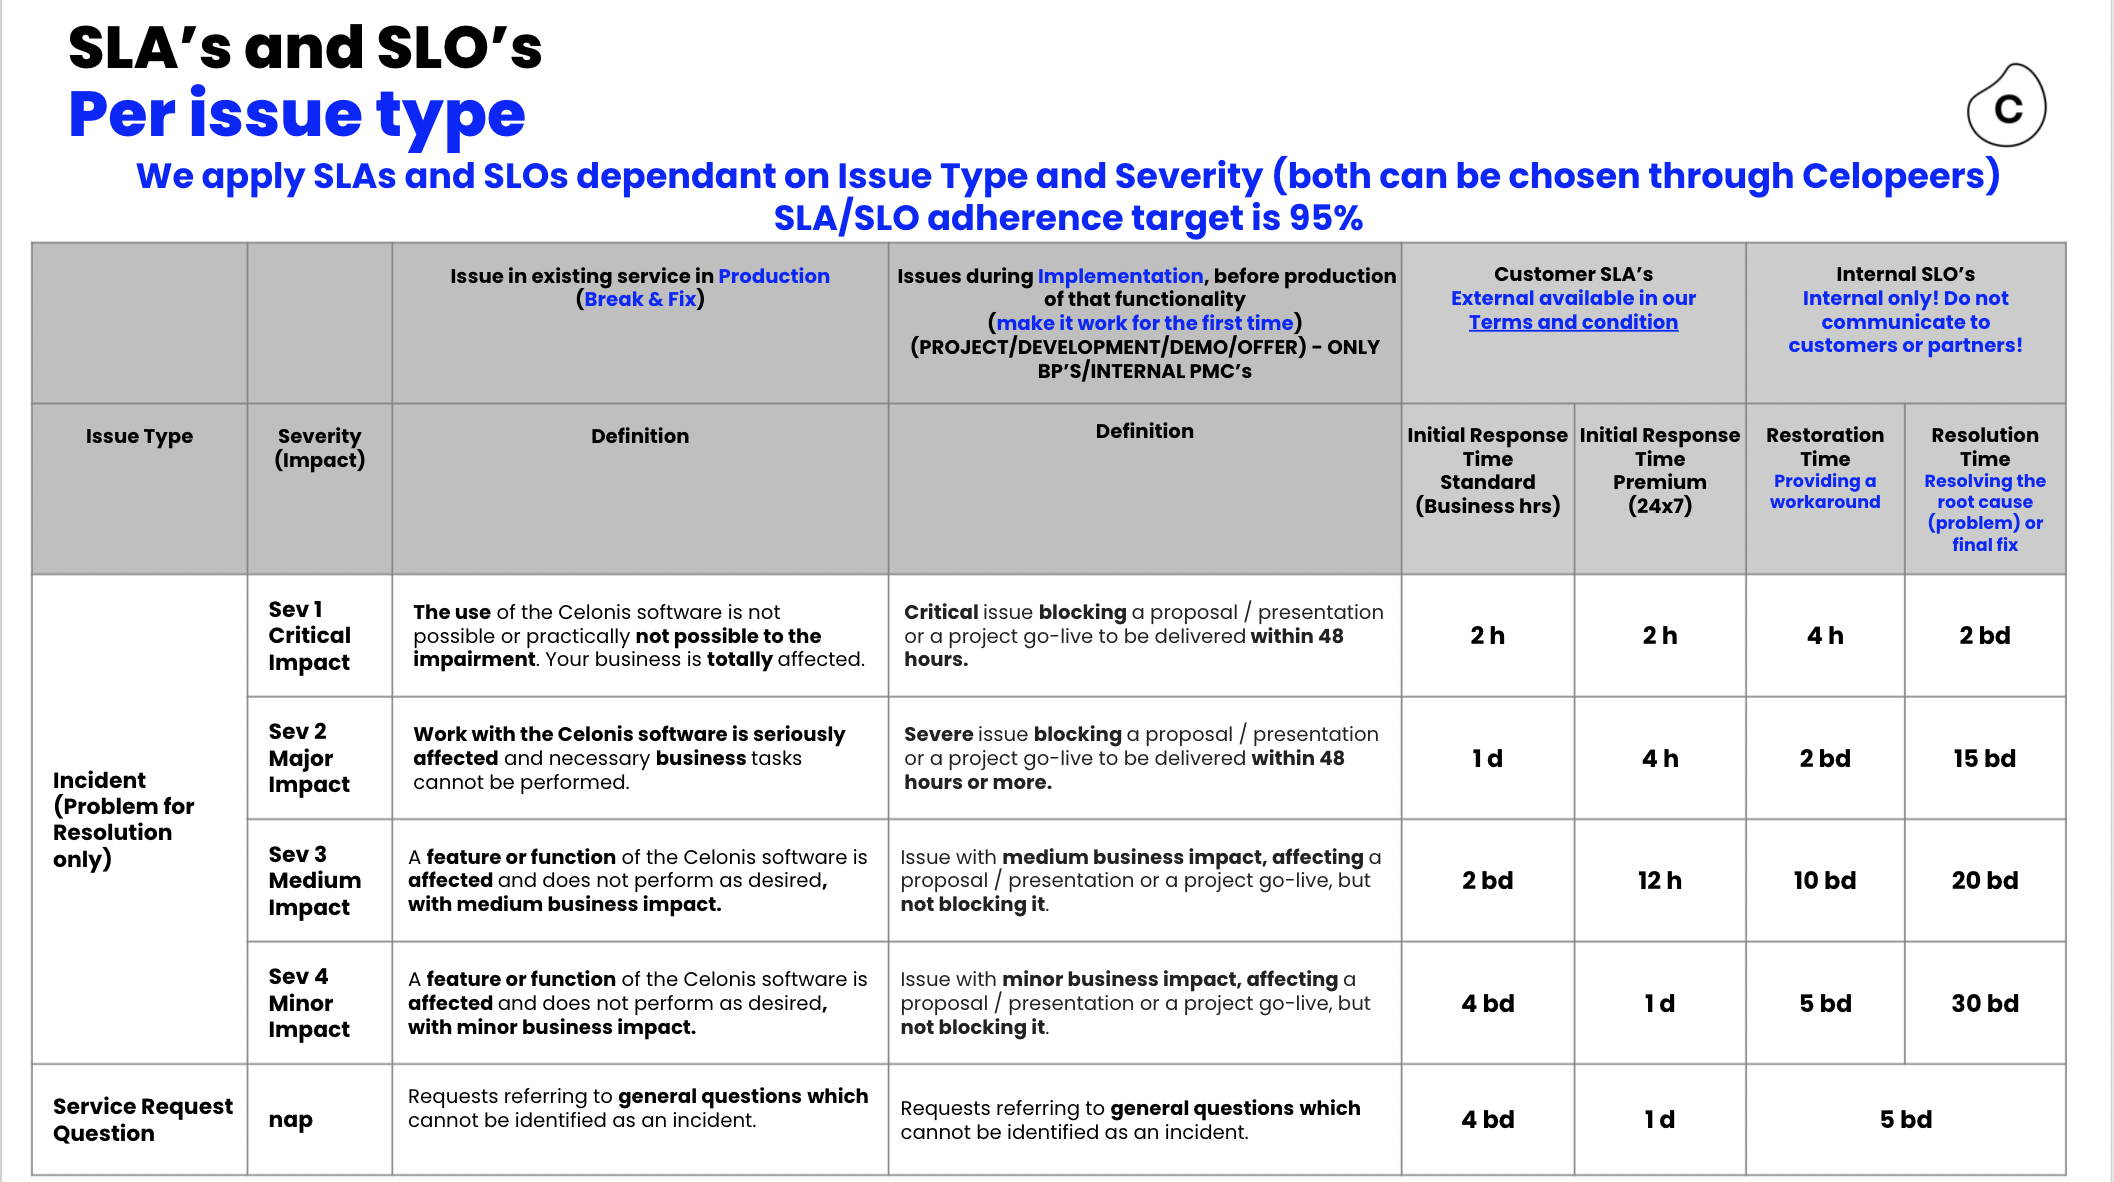 SLA’s and SLO’s
Per issue type
C
We apply SLAs and SLOs dependant on Issue Type and Severity (both can be chosen through Celopeers)
SLA/SLO adherence target is 95%
Issue in existing service in Production
(Break & Fix)
Issues during Implementation, before production
of that functionality
(make it work for the first time)
(PROJECT/DEVELOPMENT/DEMO/OFFER) – ONLY
BP’S/INTERNAL PMC’s
Customer SLA’s
External available in our
Terms and condition
Internal SLO’s
Internal only! Do not
communicate to
customers or partners!
Issue Type
Severity
(Impact)
Definition
Definition
Initial Response
Time
Standard
(Business hrs)
Initial Response
Time
Premium
(24x7)
Restoration
Time
Providing a
workaround
Resolution
Time
Resolving the
root cause
(problem) or
final fix
Incident
(Problem for
Resolution
only)
Sev 1
Critical
Impact
The use of the Celonis software is not
possible or practically not possible to the
impairment. Your business is totally affected.
Critical issue blocking a proposal / presentation
or a project go-live to be delivered within 48
hours.
2 h
2 h
4 h
2 bd
Sev 2
Major
Impact
Work with the Celonis software is seriously
affected and necessary business tasks
cannot be performed.
Severe issue blocking a proposal / presentation
or a project go-live to be delivered within 48
hours or more.
1 d
4 h
2 bd
15 bd
Sev 3
Medium
Impact
A feature or function of the Celonis software is
affected and does not perform as desired,
with medium business impact.
Issue with medium business impact, affecting a
proposal / presentation or a project go-live, but
not blocking it.
2 bd
12 h
10 bd
20 bd
Sev 4
Minor
Impact
A feature or function of the Celonis software is
affected and does not perform as desired,
with minor business impact.
Issue with minor business impact, affecting a
proposal / presentation or a project go-live, but
not blocking it.
4 bd
1 d
5 bd
30 bd
Service Request
Question
nap
Requests referring to general questions which
cannot be identified as an incident.
Requests referring to general questions which
cannot be identified as an incident.
4 bd
1 d
5 bd